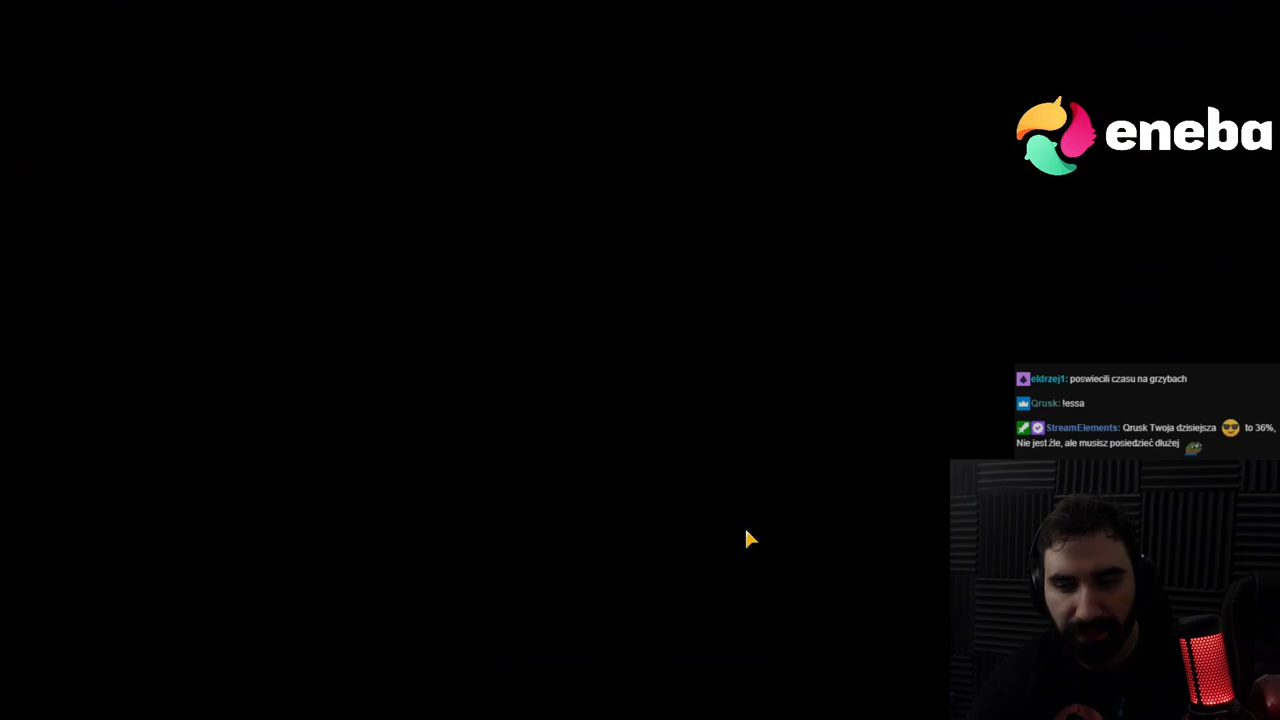 eneba
eldrzej1: poswiecili czasu na grzybach
Qrusk: !essa
StreamElements: Qrusk Twoja dzisiejsza to 36%,
Nie jest źle, ale musisz posiedzieć dłużej